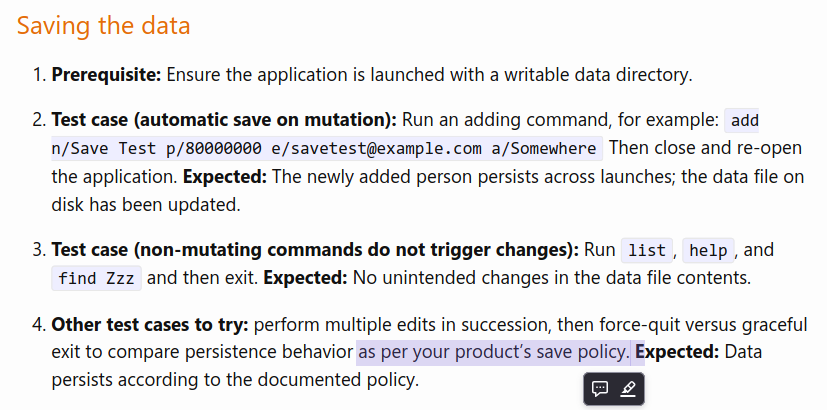 Saving the data
1. Prerequisite: Ensure the application is launched with a writable data directory.
2. Test case (automatic save on mutation): Run an adding command, for example: add
n/Save Test p/80000000 e/savetest@example.com a/Somewhere Then close and re-open
the application. Expected: The newly added person persists across launches; the data file on
disk has been updated.
3. Test case (non-mutating commands do not trigger changes): Run list, help, and
find Zzz and then exit. Expected: No unintended changes in the data file contents.
4. Other test cases to try: perform multiple edits in succession, then force-quit versus graceful
exit to compare persistence behavior as per your product’s save policy. Expected: Data
persists according to the documented policy.